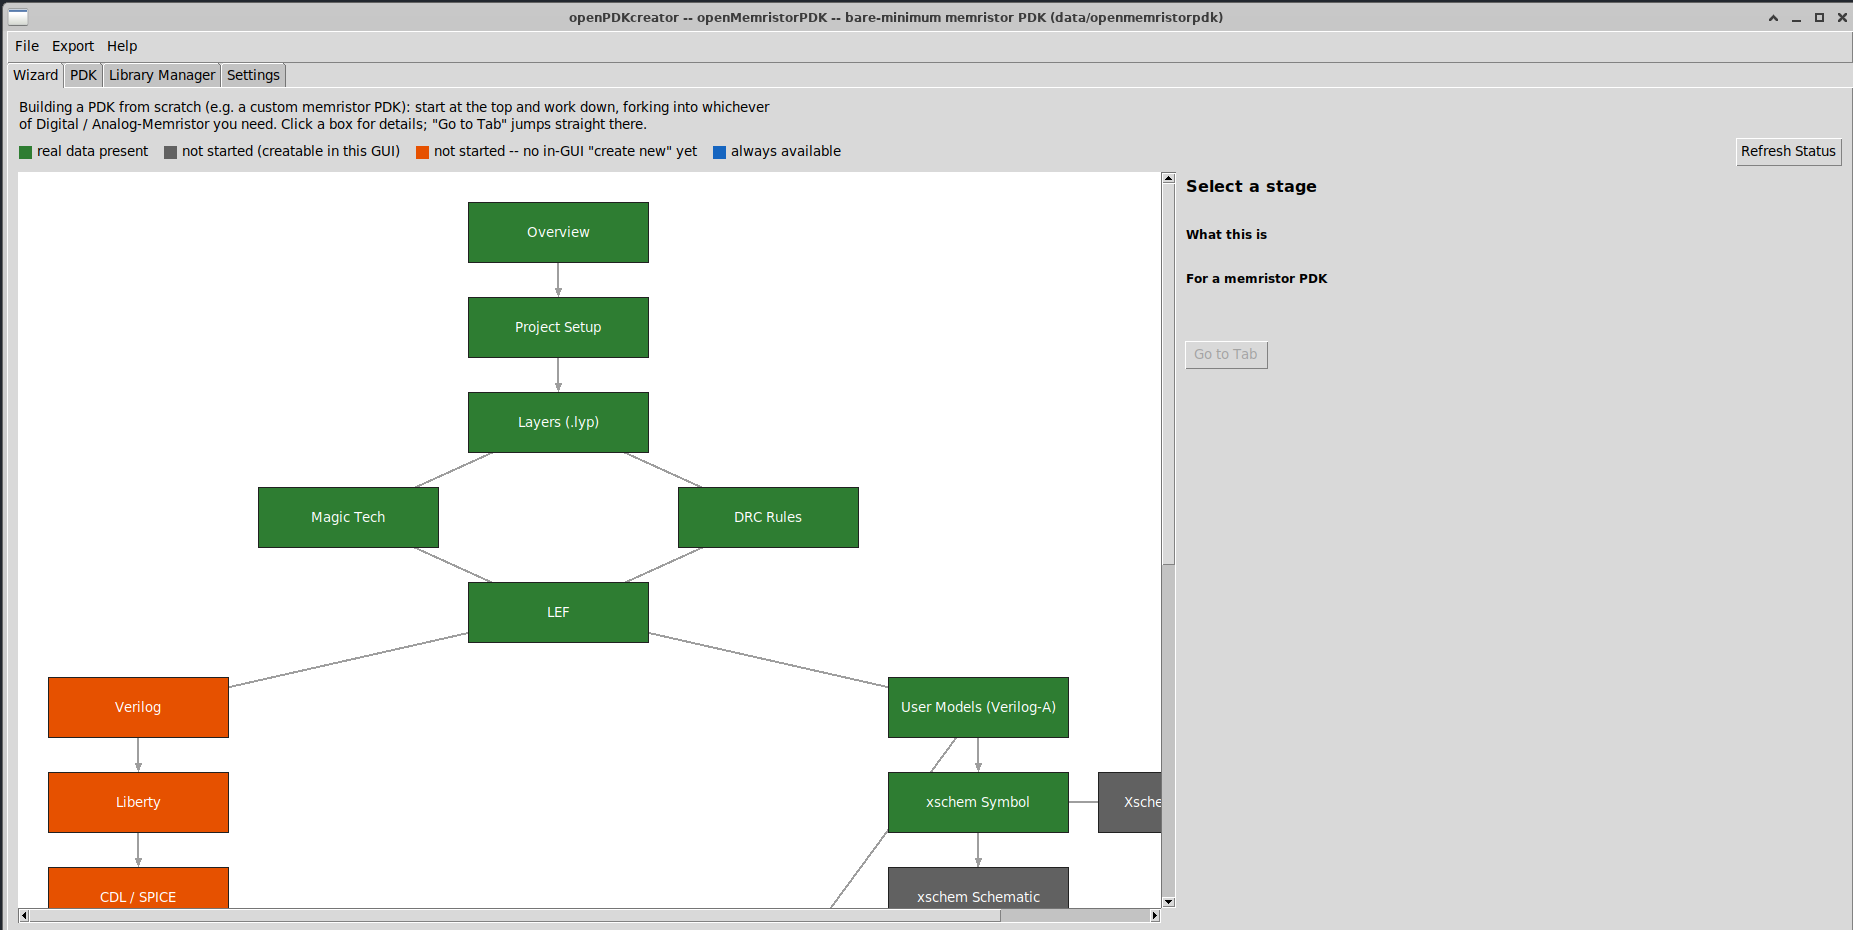 openPDKcreator -- openMemristorPDK -- bare-minimum memristor PDK (data/openmemristorpdk)
File Export Help
Wizard PDK Library Manager Settings
Building a PDK from scratch (e.g. a custom memristor PDK): start at the top and work down, forking into whichever
of Digital / Analog-Memristor you need. Click a box for details; "Go to Tab" jumps straight there.
real data present not started (creatable in this GUI) not started -- no in-GUI "create new" yet always available
Refresh Status
Select a stage
What this is
For a memristor PDK
Go to Tab
Overview
Project Setup
Layers (.lyp)
Magic Tech DRC Rules
LEF
Verilog User Models (Verilog-A)
Liberty xschem Symbol Xsche
CDL / SPICE xschem Schematic